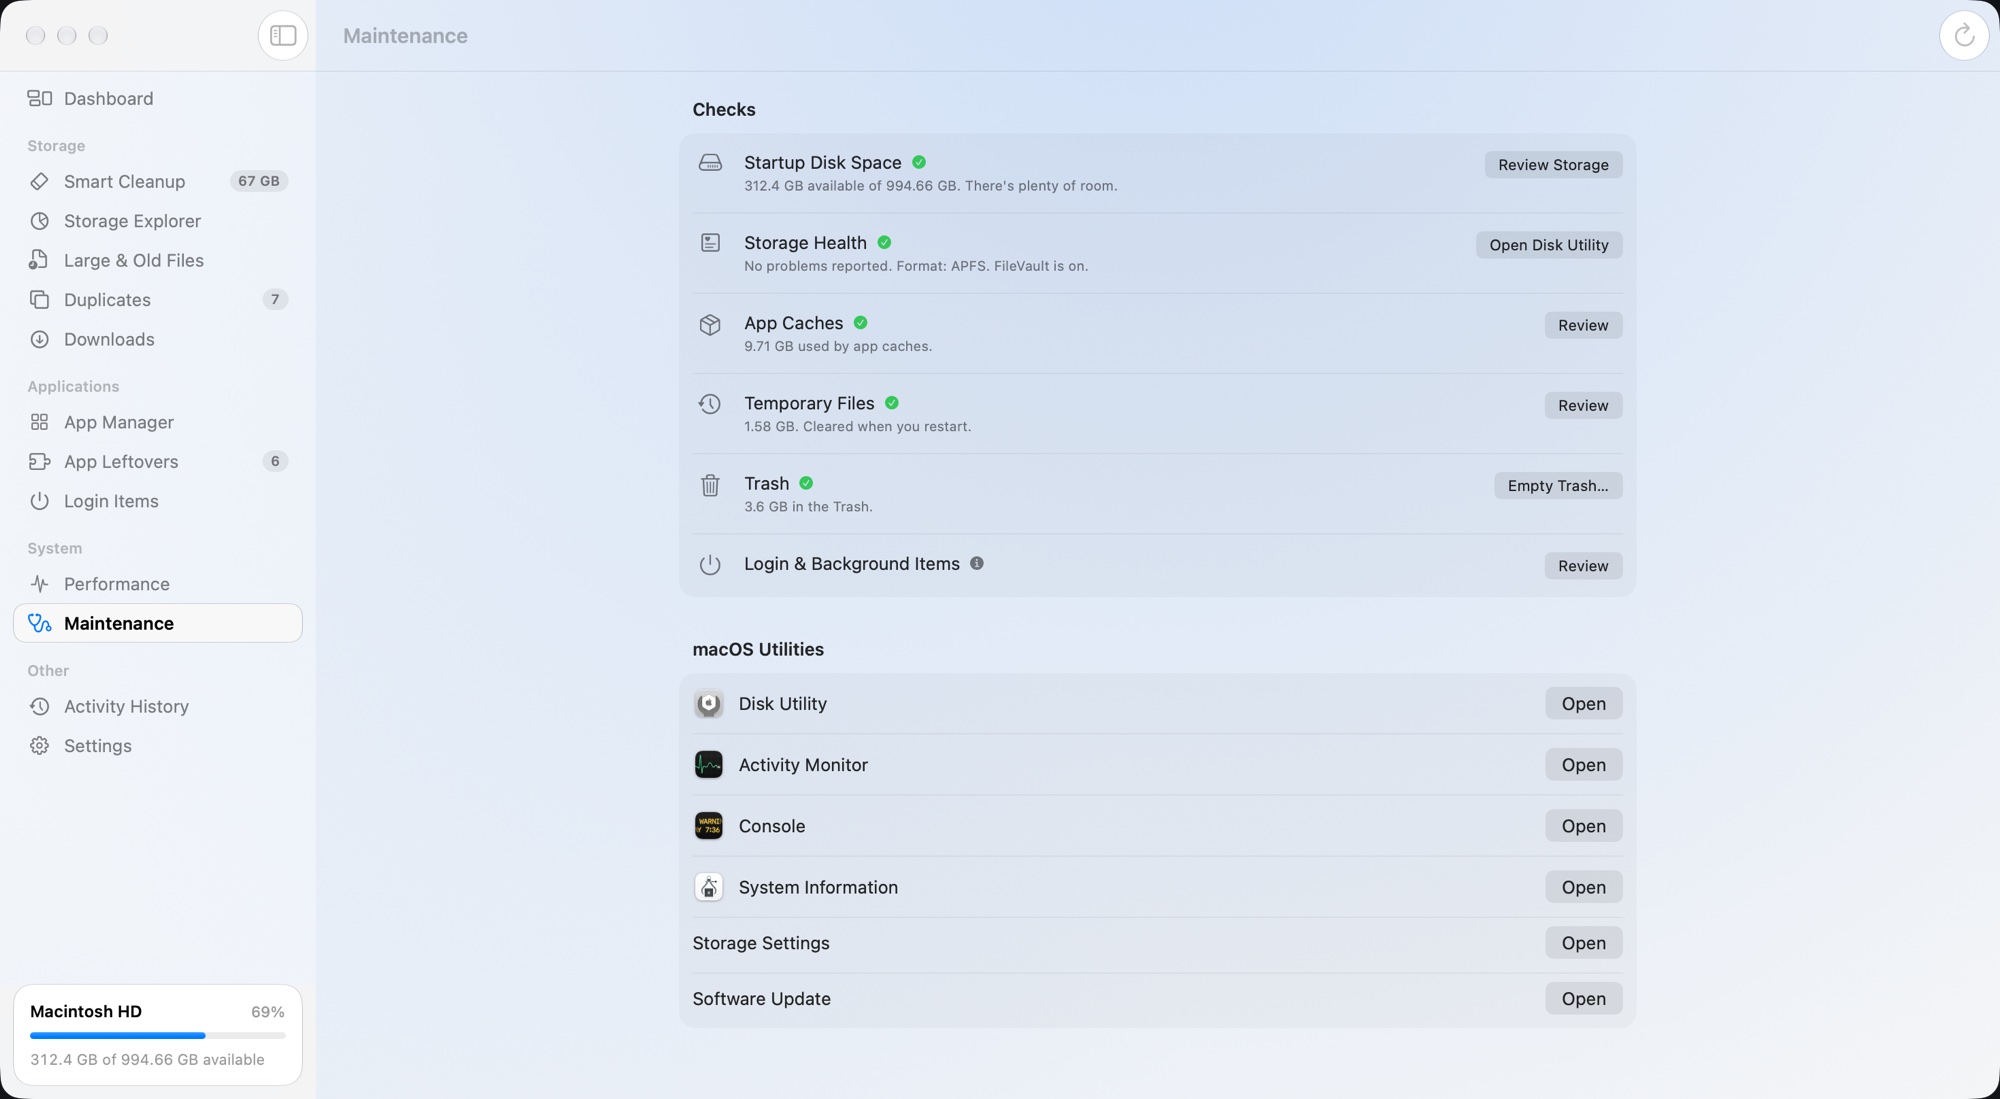 Maintenance
Dashboard
Storage
Smart Cleanup 67 GB
Storage Explorer
Large & Old Files
Duplicates 7
Downloads
Applications
App Manager
App Leftovers 6
Login Items
System
Performance
Maintenance
Other
Activity History
Settings
Macintosh HD 69%
312.4 GB of 994.66 GB available
Checks
Startup Disk Space
312.4 GB available of 994.66 GB. There's plenty of room.
Review Storage
Storage Health
No problems reported. Format: APFS. FileVault is on.
Open Disk Utility
App Caches
9.71 GB used by app caches.
Review
Temporary Files
1.58 GB. Cleared when you restart.
Review
Trash
3.6 GB in the Trash.
Empty Trash...
Login & Background Items
Review
macOS Utilities
Disk Utility Open
Activity Monitor Open
WARNI
Y 7:36
Console Open
System Information Open
Storage Settings Open
Software Update Open